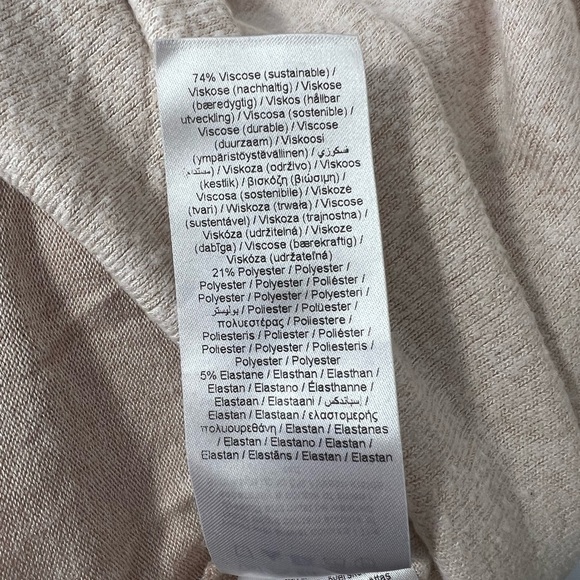 74% Viscose (sustainable) /
Viskose (nachhaltig) / Viskose
(bæredygtig) / Viskos (hållbar
utveckling) / Viscosa (sostenible) /
Viscose (durable) / Viscose
(duurzaam) / Viskoosi
(ympäristöystävällinen) / فسكوزي
(مستدام) / Viskoza (održivo) / Viskoos
(kestlik) / βισκόζη (βιώσιμη) /
Viscosa (sostenibile) / Viskozė
(tvari) / Wiskoza (trwała) / Viscose
(sustentável) / Viskoza (trajnostna) /
Viskóza (udržitelná) / Viskoze
(dabīga) / Viscose (bærekraftig) /
Viskóza (udržateľná)
21% Polyester / Polyester /
Polyester / Polyester / Poliéster /
Polyester / Polyester / Polyesteri /
بوليستر / Poliester / Polüester /
πολυεστέρας / Poliestere /
Poliesteris / Poliester / Poliéster /
Poliester / Polyester / Poliesteris /
Polyester / Polyester
5% Elastane / Elasthan / Elasthan /
Elastan / Elastano / Élasthanne /
Elastaan / Elastaani / إسباندكس /
Elastan / Elastaan / ελαστομερής
πολυουρεθάνη / Elastan / Elastanas
/ Elastan / Elastano / Elastan /
Elastan / Elastāns / Elastan / Elastan